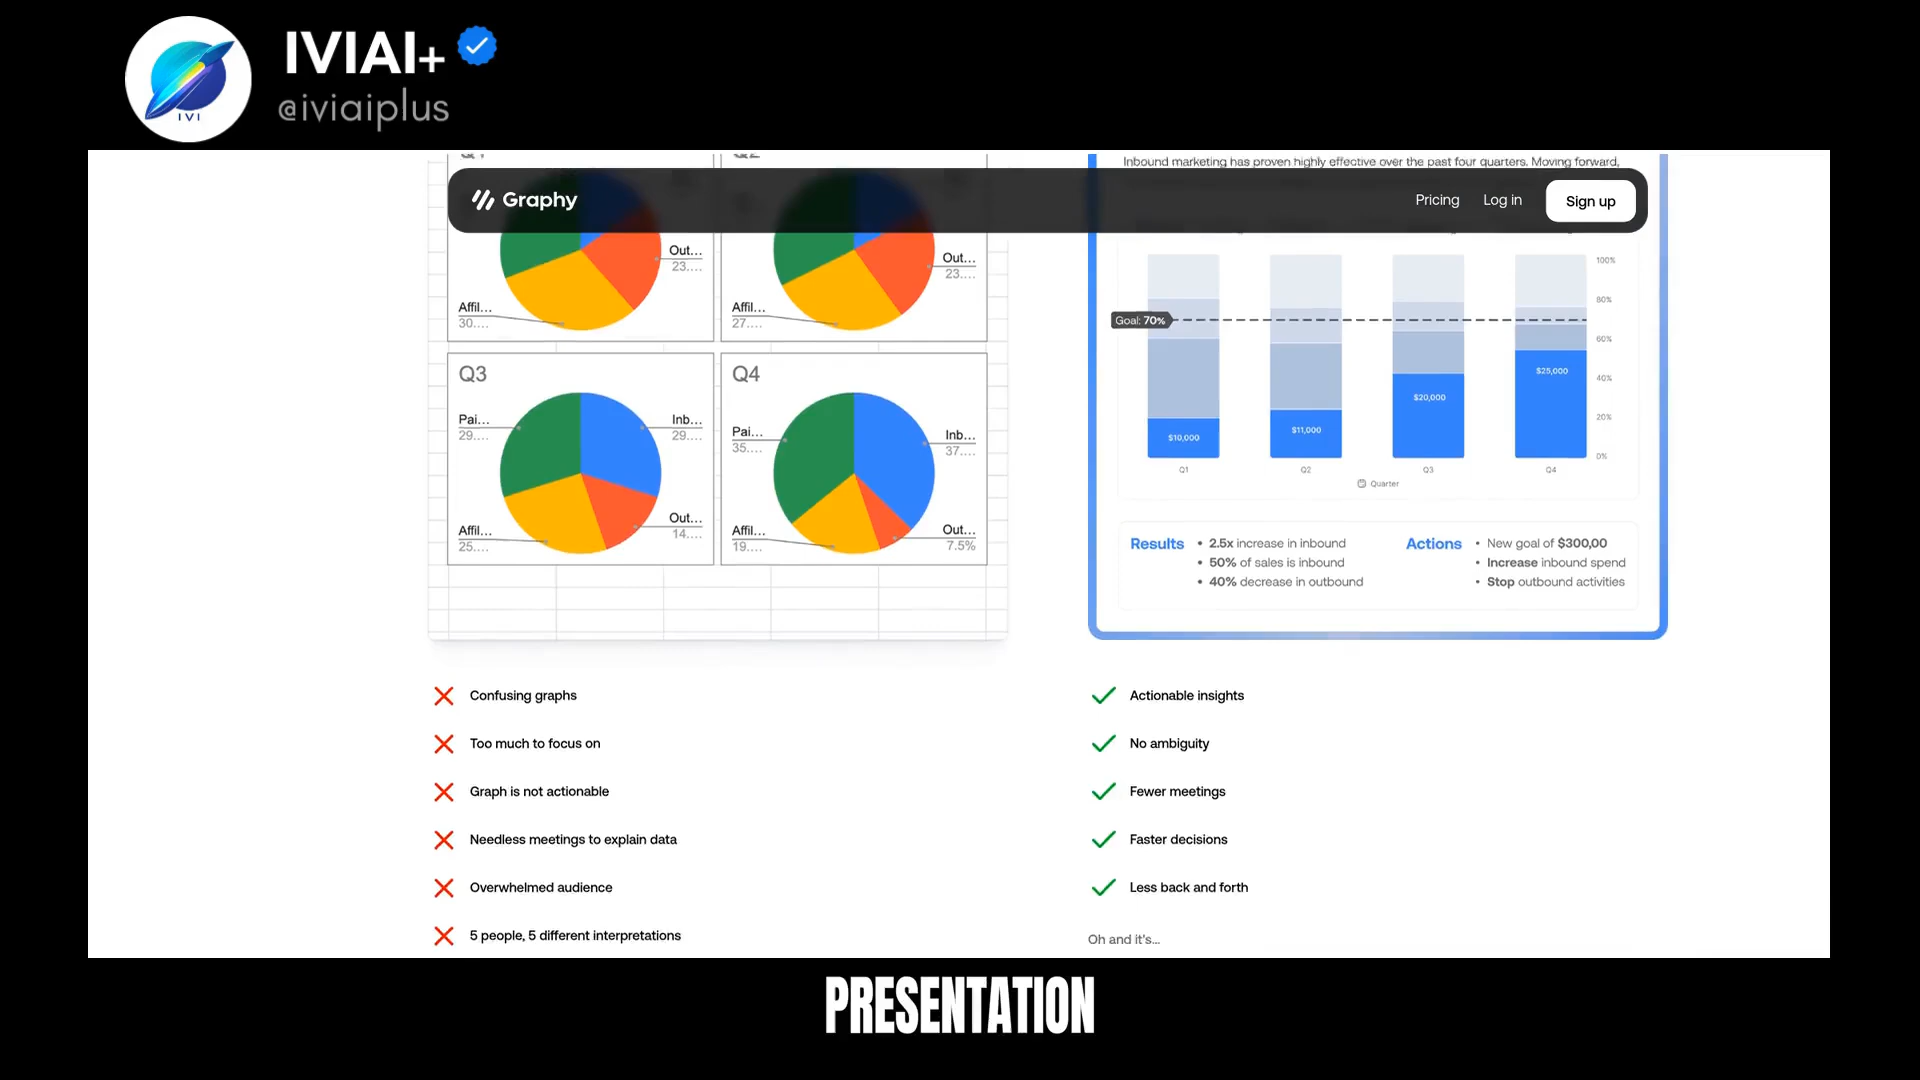 IVIAI+
@iviaiplus
IVI
Graphy
Pricing
Log in
Sign up
Out...
23....
Affil...
30....
Out...
23....
Affil...
27....
Q3
Pai...
29....
Inb...
29....
Affil...
25....
Out...
14....
Q4
Pai...
35....
Inb...
37....
Affil...
19....
Out...
7.5%
Inbound marketing has proven highly effective over the past four quarters. Moving forward,
100%
80%
60%
40%
20%
0%
Goal: 70%
$10,000
$11,000
$20,000
$25,000
Q1
Q2
Q3
Q4
Quarter
Results
• 2.5x increase in inbound
• 50% of sales is inbound
• 40% decrease in outbound
Actions
• New goal of $300,00
• Increase inbound spend
• Stop outbound activities
Confusing graphs
Too much to focus on
Graph is not actionable
Needless meetings to explain data
Overwhelmed audience
5 people, 5 different interpretations
Actionable insights
No ambiguity
Fewer meetings
Faster decisions
Less back and forth
Oh and it's...
PRESENTATION